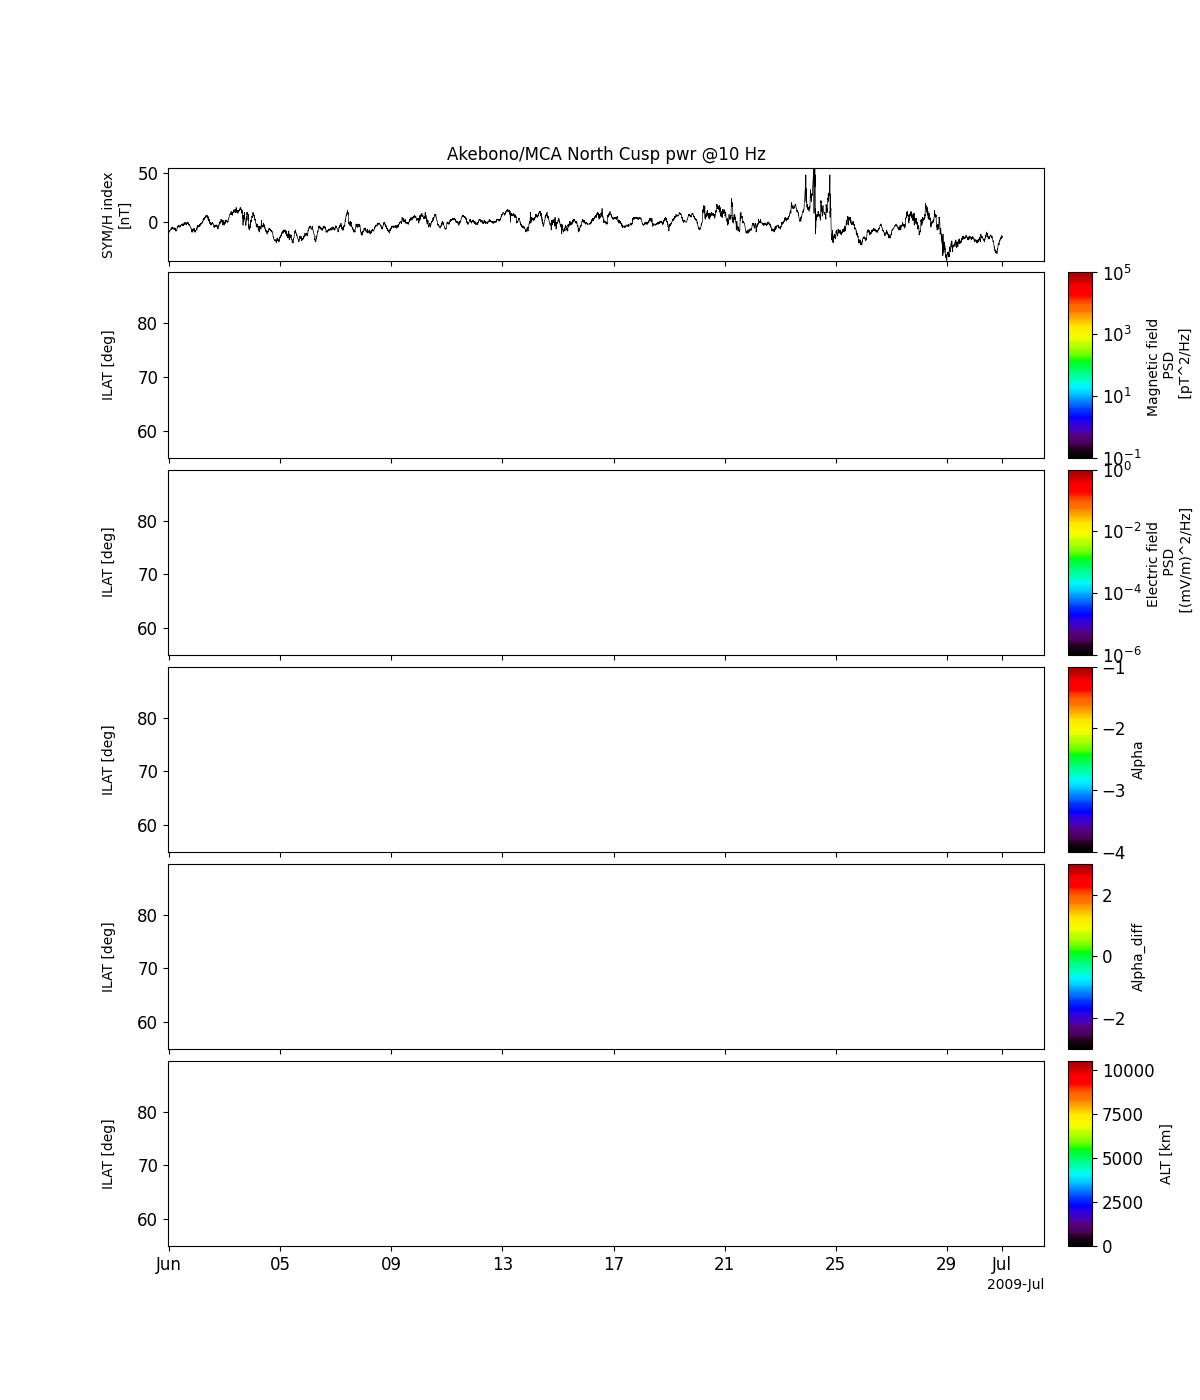 Akebono/MCA North Cusp pwr @10 Hz
SYM/H index
[nT]
50
0
ILAT [deg]
80
70
60
10^5
10^3
10^1
10^-1
Magnetic field
PSD
[pT^2/Hz]
ILAT [deg]
80
70
60
10^0
10^-2
10^-4
10^-6
Electric field
PSD
[(mV/m)^2/Hz]
ILAT [deg]
80
70
60
−1
−2
−3
−4
Alpha
ILAT [deg]
80
70
60
2
0
−2
Alpha_diff
ILAT [deg]
80
70
60
10000
7500
5000
2500
0
ALT [km]
Jun 05 09 13 17 21 25 29 Jul
2009-Jul